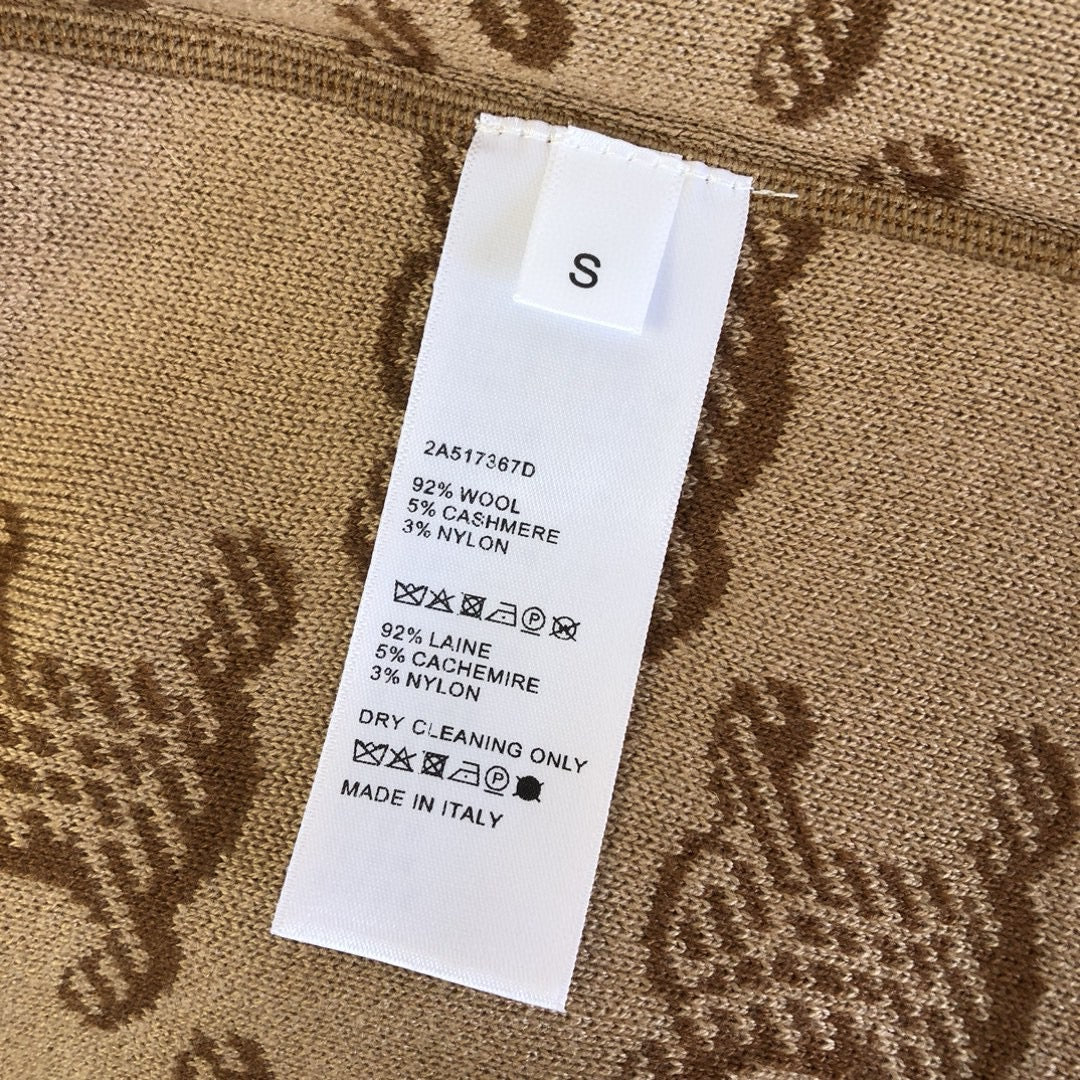 S
2A517367D
92% WOOL
5% CASHMERE
3% NYLON
P
92% LAINE
5% CACHEMIRE
3% NYLON
DRY CLEANING ONLY
P
MADE IN ITALY